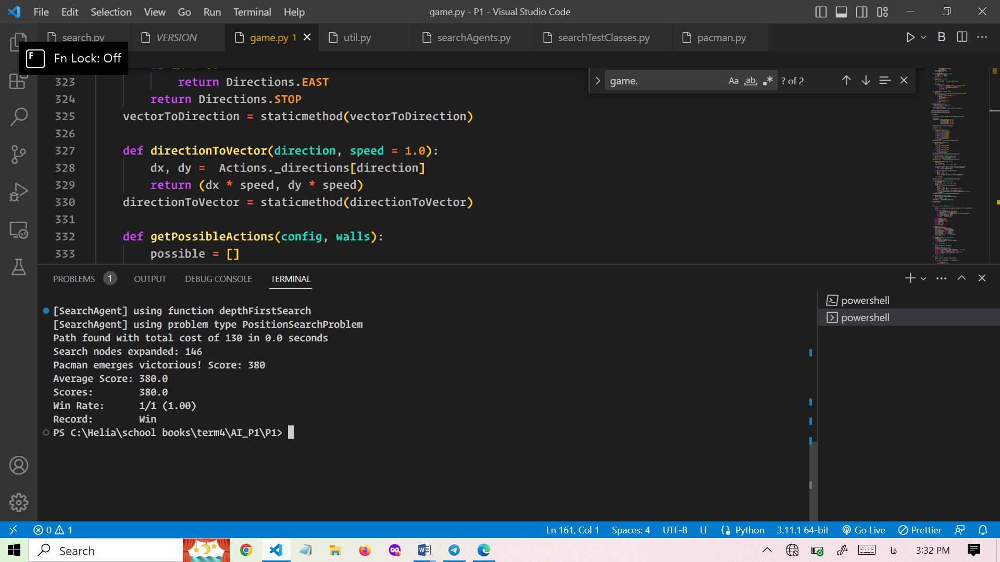 File Edit Selection View Go Run Terminal Help
game.py - P1 - Visual Studio Code
search.py VERSION game.py 1 util.py searchAgents.py searchTestClasses.py pacman.py
B
F Fn Lock: Off
game. Aa ab ? of 2
323 return Directions.EAST
324 return Directions.STOP
325 vectorToDirection = staticmethod(vectorToDirection)
326
327 def directionToVector(direction, speed = 1.0):
328 dx, dy =  Actions._directions[direction]
329 return (dx * speed, dy * speed)
330 directionToVector = staticmethod(directionToVector)
331
332 def getPossibleActions(config, walls):
333 possible = []
PROBLEMS 1 OUTPUT DEBUG CONSOLE TERMINAL
[SearchAgent] using function depthFirstSearch
[SearchAgent] using problem type PositionSearchProblem
Path found with total cost of 130 in 0.0 seconds
Search nodes expanded: 146
Pacman emerges victorious! Score: 380
Average Score: 380.0
Scores:        380.0
Win Rate:      1/1 (1.00)
Record:        Win
PS C:\Helia\school books\term4\AI_P1\P1>
powershell
powershell
0 1 Ln 161, Col 1 Spaces: 4 UTF-8 LF Python 3.11.1 64-bit Go Live Prettier
Search
فا 3:32 PM